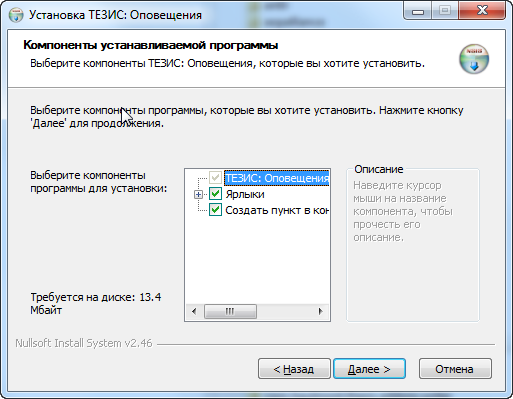 Установка ТЕЗИС: Оповещения
Компоненты устанавливаемой программы
Выберите компоненты ТЕЗИС: Оповещения, которые вы хотите установить.
Выберите компоненты программы, которые вы хотите установить. Нажмите кнопку
'Далее' для продолжения.
Выберите компоненты
программы для установки:
ТЕЗИС: Оповещения
Ярлыки
Создать пункт в кон
Описание
Наведите курсор
мыши на название
компонента, чтобы
прочесть его
описание.
Требуется на диске: 13.4
Мбайт
Nullsoft Install System v2.46
< Назад
Далее >
Отмена